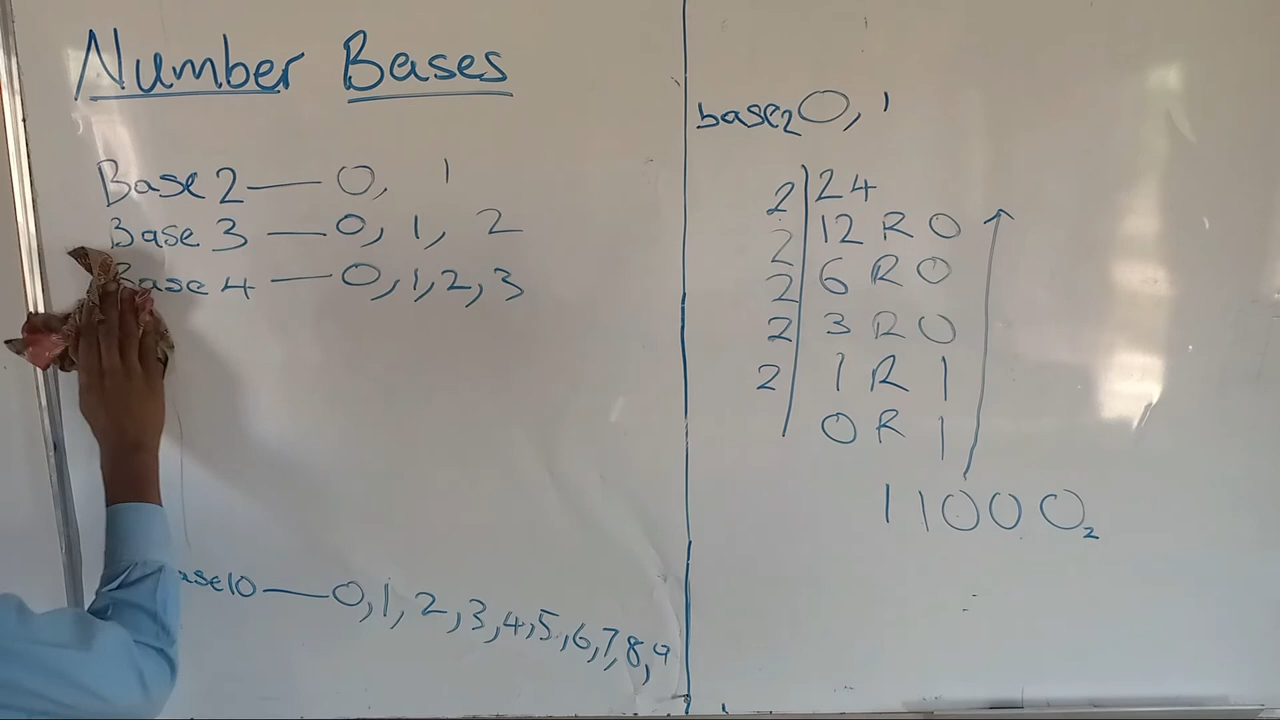 Number Bases
Base 2 — 0, 1
Base 3 — 0, 1, 2
Base 4 — 0, 1, 2, 3
ase10 — 0, 1, 2, 3, 4, 5, 6, 7, 8, 9
base2 0, 1
2 24
2 12 R 0
2 6 R 0
2 3 R 0
2 1 R 1
0 R 1
11000₂